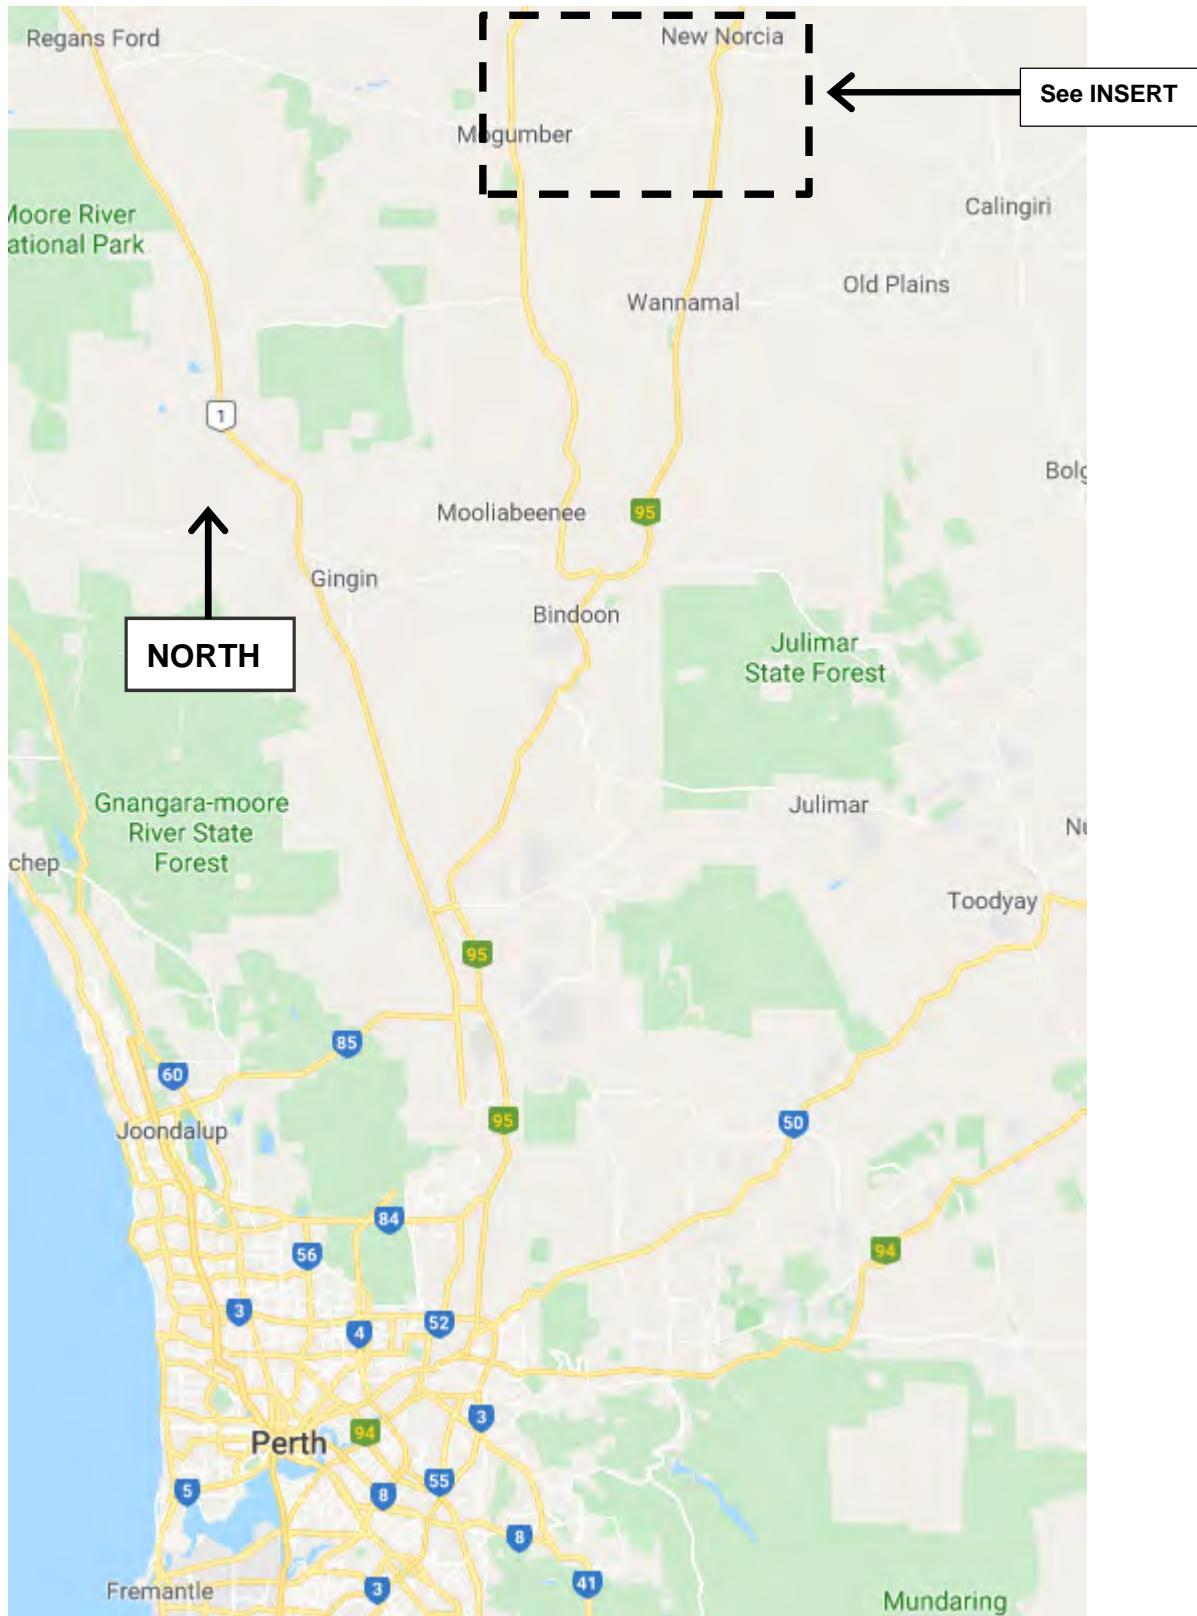 Regans Ford
New Norcia
See INSERT
Mogumber
Moore River
ational Park
Calingiri
Old Plains
Wannamal
1
Bolg
Mooliabeenee
95
Gingin
Bindoon
NORTH
Julimar
State Forest
Gnangara-moore
River State
Forest
Julimar
Nu
chep
Toodyay
95
85
60
95
50
Joondalup
84
56
94
3
52
4
3
Perth
94
55
5
8
8
41
3
Fremantle
Mundaring